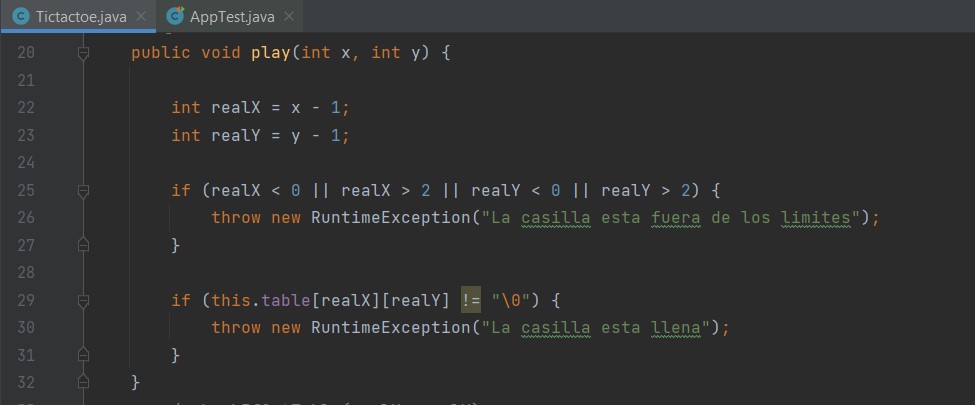 Tictactoe.java AppTest.java
20 public void play(int x, int y) {
21
22 int realX = x - 1;
23 int realY = y - 1;
24
25 if (realX < 0 || realX > 2 || realY < 0 || realY > 2) {
26 throw new RuntimeException("La casilla esta fuera de los limites");
27 }
28
29 if (this.table[realX][realY] != "\0") {
30 throw new RuntimeException("La casilla esta llena");
31 }
32 }